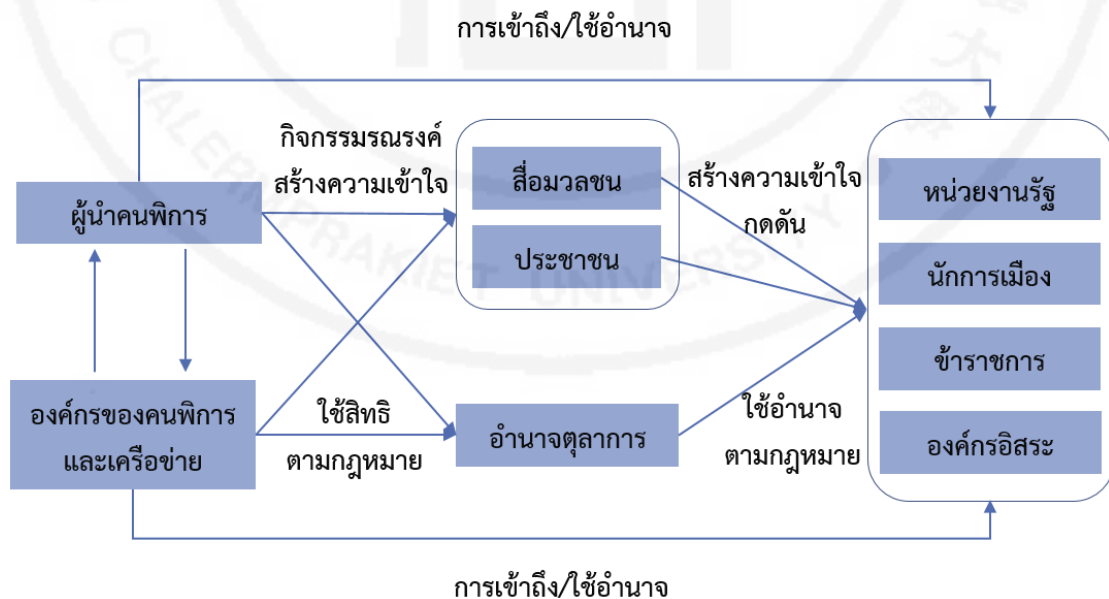 การเข้าถึง/ใช้อำนาจ
กิจกรรมรณรงค์
สร้างความเข้าใจ
ผู้นำคนพิการ
สื่อมวลชน
ประชาชน
สร้างความเข้าใจ
กดดัน
หน่วยงานรัฐ
นักการเมือง
ข้าราชการ
องค์กรอิสระ
องค์กรของคนพิการ
และเครือข่าย
ใช้สิทธิ
ตามกฎหมาย
อำนาจตุลาการ
ใช้อำนาจ
ตามกฎหมาย
การเข้าถึง/ใช้อำนาจ
CHALERMPRAKIET UNIVERSITY
大學